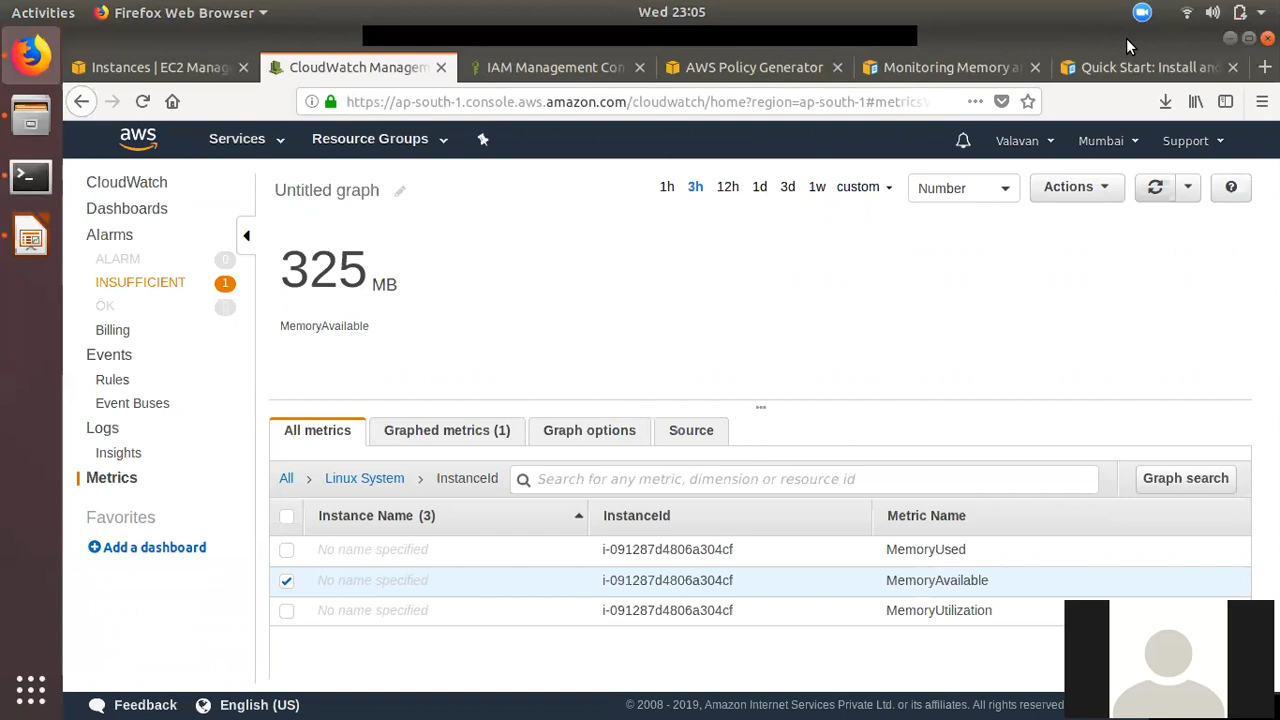 Activities Firefox Web Browser Wed 23:05
Instances | EC2 Manag CloudWatch Managem IAM Management Con AWS Policy Generator Monitoring Memory a Quick Start: Install and
https://ap-south-1.console.aws.amazon.com/cloudwatch/home?region=ap-south-1#metrics
aws Services Resource Groups Valavan Mumbai Support
CloudWatch
Dashboards
Alarms
ALARM 0
INSUFFICIENT 1
OK
Billing
Events
Rules
Event Buses
Logs
Insights
Metrics
Favorites
Add a dashboard
Untitled graph 1h 3h 12h 1d 3d 1w custom Number Actions
325 MB
MemoryAvailable
All metrics Graphed metrics (1) Graph options Source
All > Linux System > InstanceId Search for any metric, dimension or resource id Graph search
Instance Name (3) InstanceId Metric Name
No name specified i-091287d4806a304cf MemoryUsed
No name specified i-091287d4806a304cf MemoryAvailable
No name specified i-091287d4806a304cf MemoryUtilization
Feedback English (US) © 2008 - 2019, Amazon Internet Services Private Ltd. or its affiliates. All rights reserved